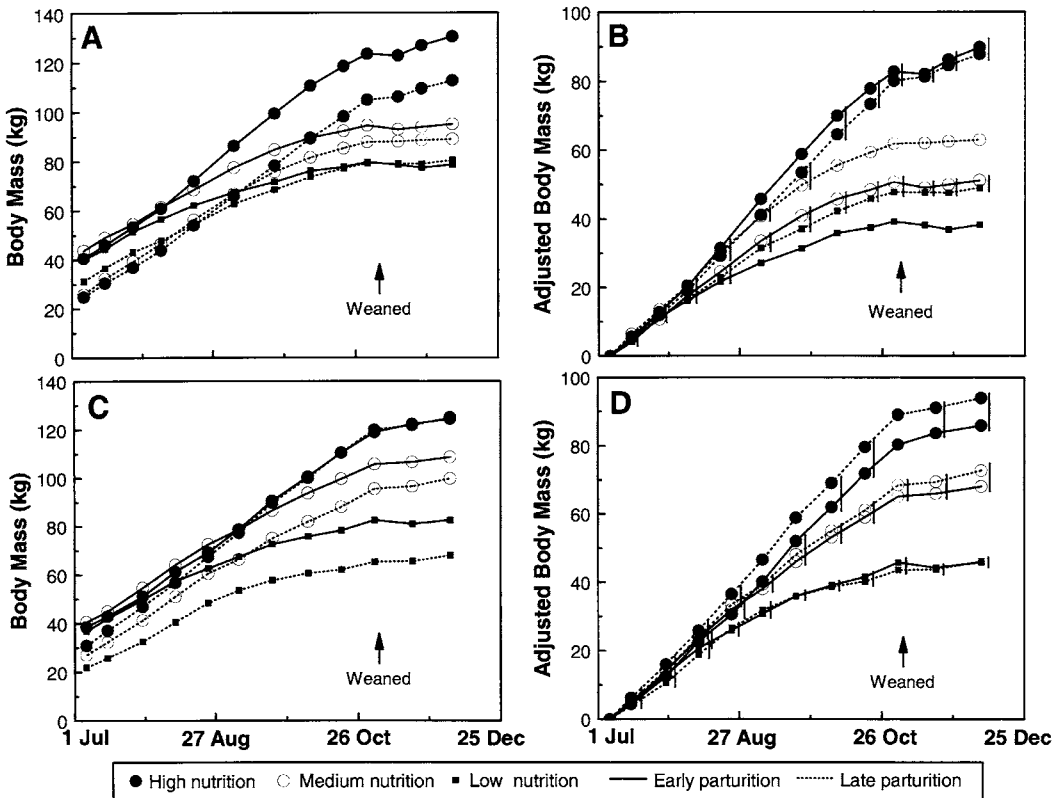 A
Body Mass (kg)
140
120
100
80
60
40
20
0
Weaned
B
Adjusted Body Mass (kg)
100
80
60
40
20
0
Weaned
C
Body Mass (kg)
140
120
100
80
60
40
20
0
Weaned
1 Jul 27 Aug 26 Oct 25 Dec
D
Adjusted Body Mass (kg)
100
80
60
40
20
0
Weaned
1 Jul 27 Aug 26 Oct 25 Dec
High nutrition Medium nutrition Low nutrition Early parturition Late parturition